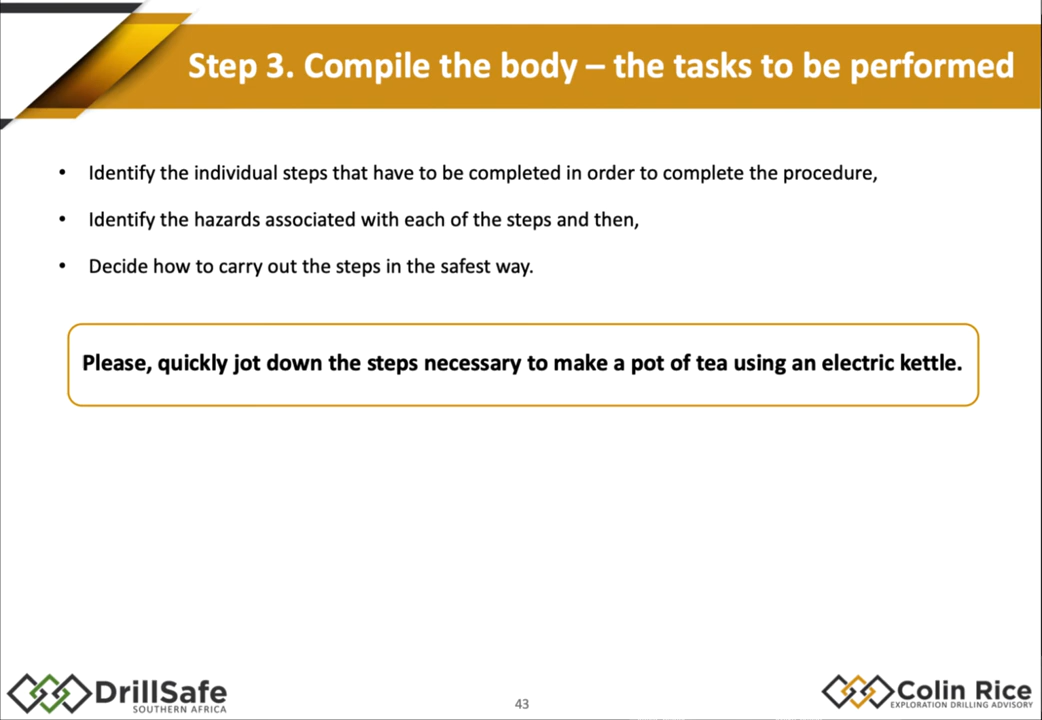 Step 3. Compile the body – the tasks to be performed
• Identify the individual steps that have to be completed in order to complete the procedure,
• Identify the hazards associated with each of the steps and then,
• Decide how to carry out the steps in the safest way.
Please, quickly jot down the steps necessary to make a pot of tea using an electric kettle.
DrillSafe
SOUTHERN AFRICA
43
Colin Rice
EXPLORATION DRILLING ADVISORY